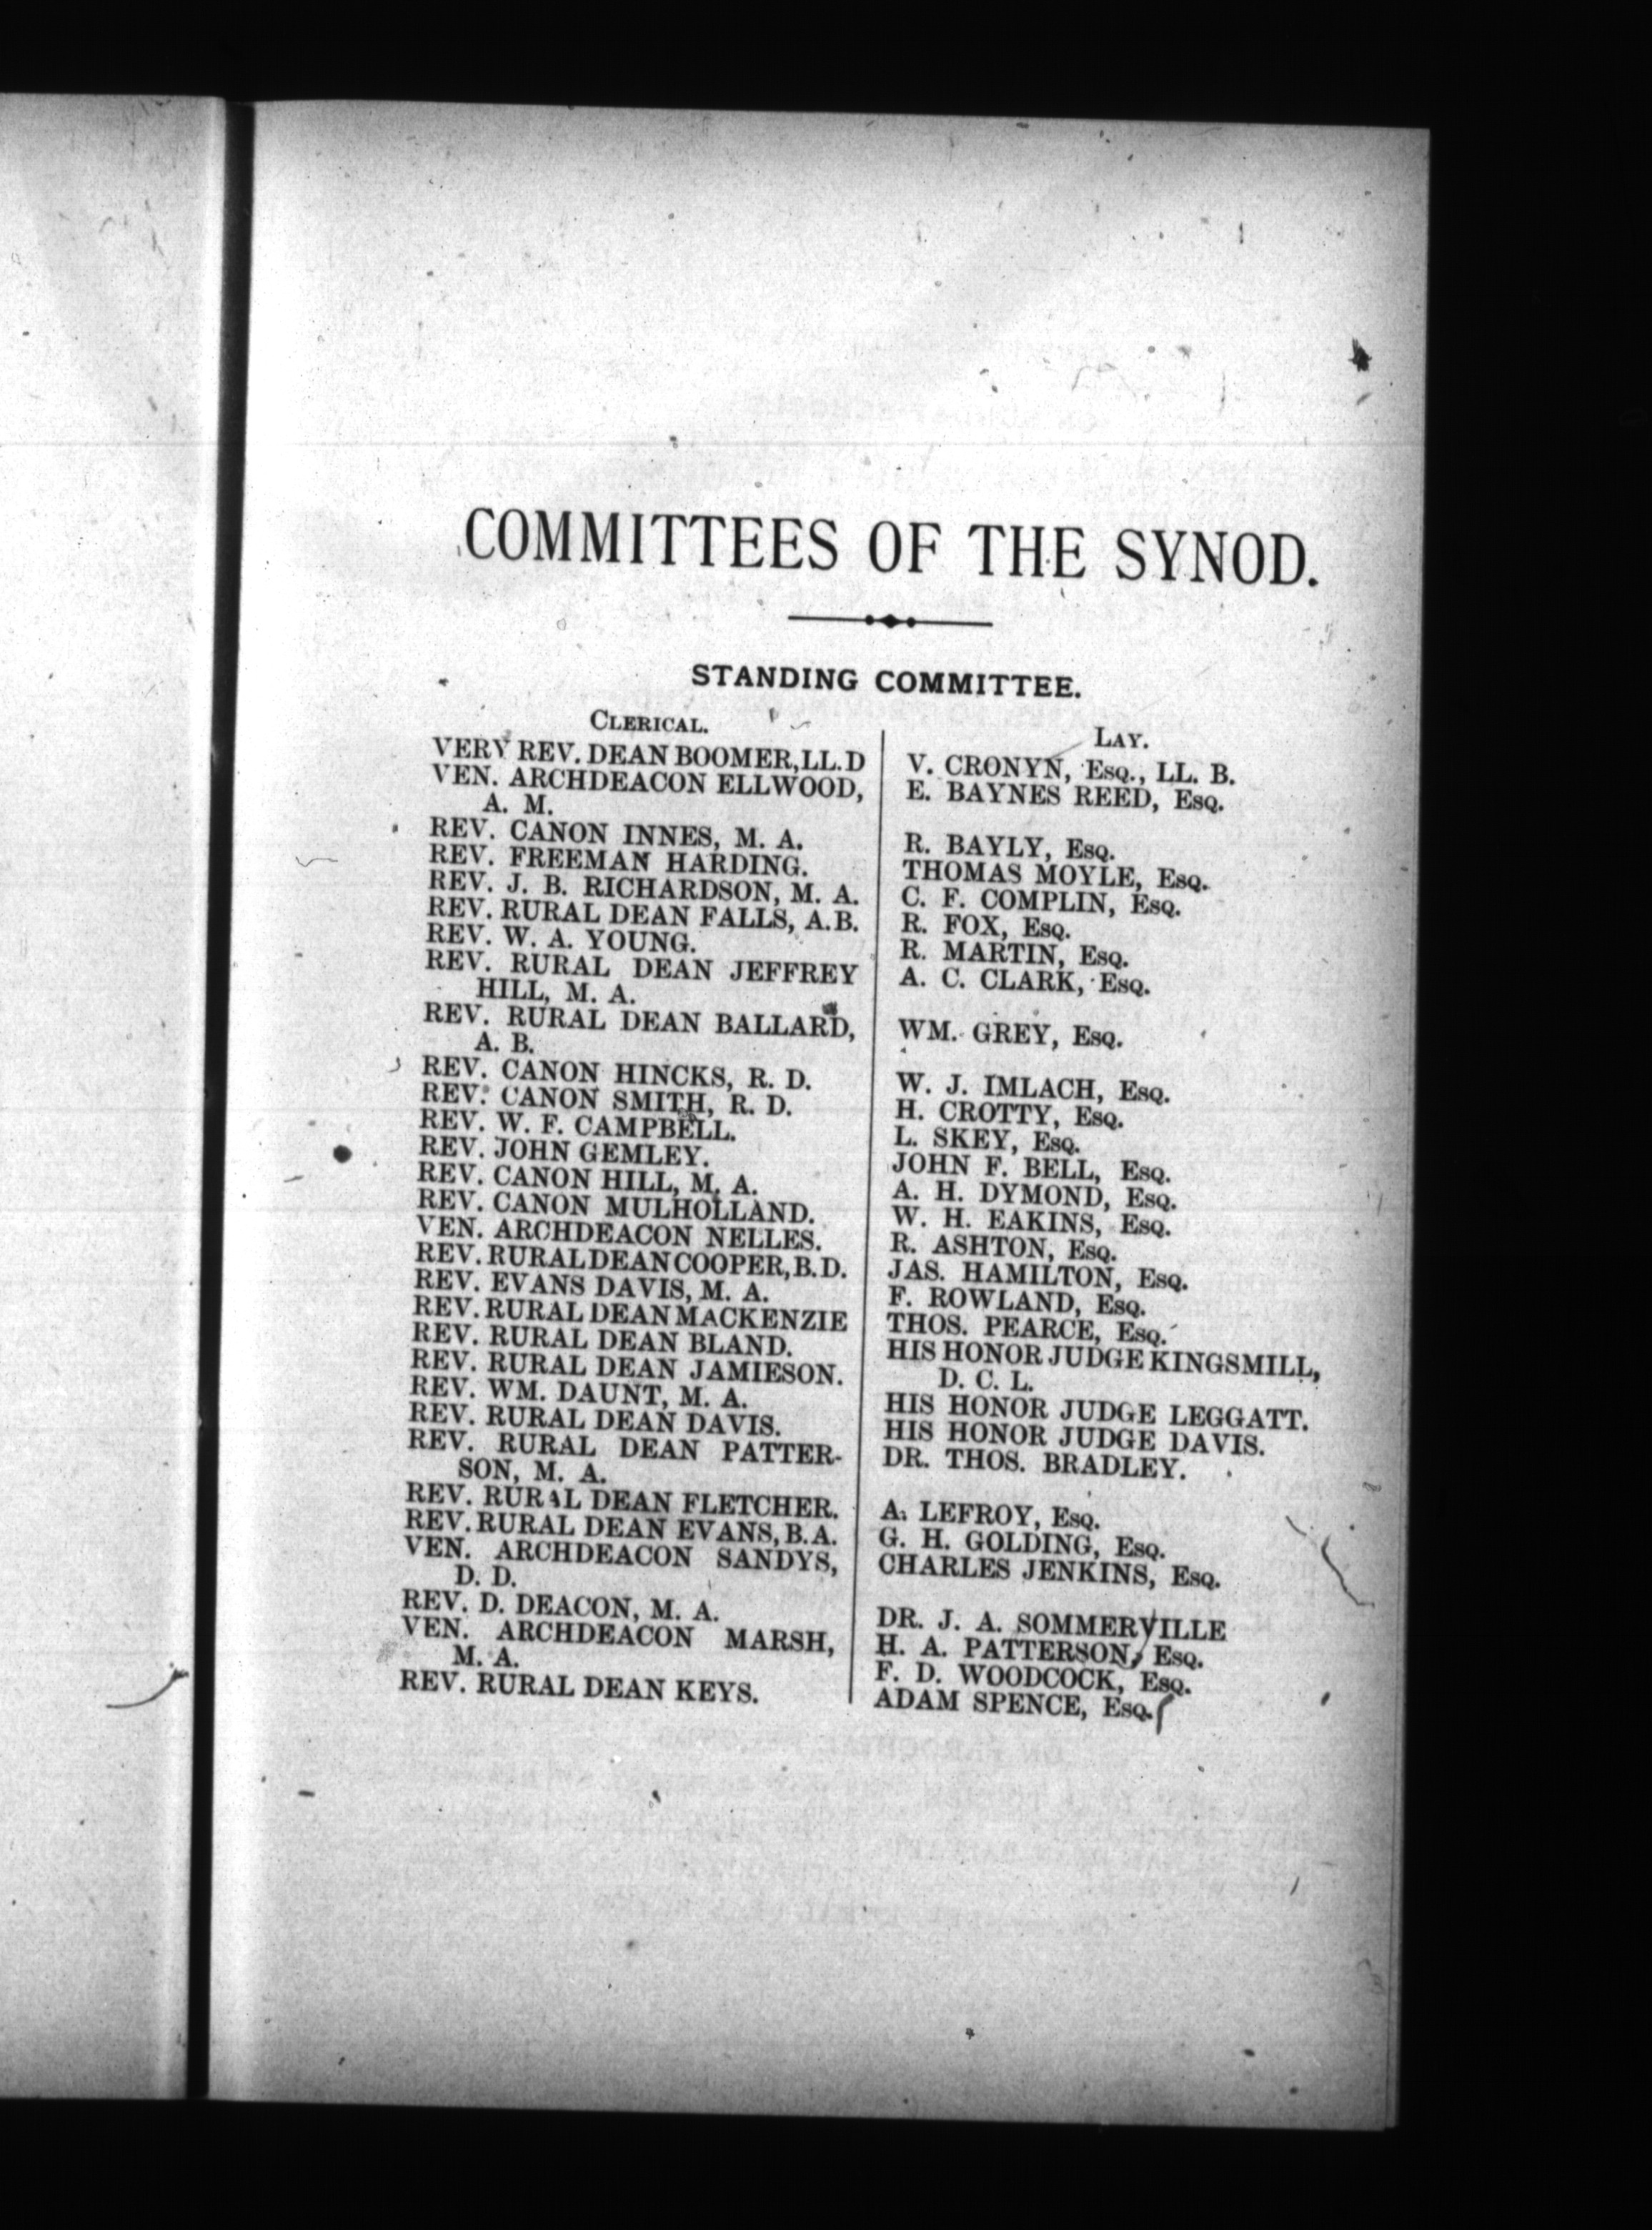 COMMITTEES OF THE SYNOD.
STANDING COMMITTEE.
CLERICAL.
VERY REV. DEAN BOOMER, LL.D
VEN. ARCHDEACON ELLWOOD,
A. M.
REV. CANON INNES, M. A.
REV. FREEMAN HARDING.
REV. J. B. RICHARDSON, M. A.
REV. RURAL DEAN FALLS, A.B.
REV. W. A. YOUNG.
REV. RURAL DEAN JEFFREY
HILL, M. A.
REV. RURAL DEAN BALLARD,
A. B.
REV. CANON HINCKS, R. D.
REV. CANON SMITH, R. D.
REV. W. F. CAMPBELL.
REV. JOHN GEMLEY.
REV. CANON HILL, M. A.
REV. CANON MULHOLLAND.
VEN. ARCHDEACON NELLES.
REV. RURAL DEAN COOPER, B.D.
REV. EVANS DAVIS, M. A.
REV. RURAL DEAN MACKENZIE
REV. RURAL DEAN BLAND.
REV. RURAL DEAN JAMIESON.
REV. WM. DAUNT, M. A.
REV. RURAL DEAN DAVIS.
REV. RURAL DEAN PATTER-
SON, M. A.
REV. RURAL DEAN FLETCHER.
REV. RURAL DEAN EVANS, B.A.
VEN. ARCHDEACON SANDYS,
D. D.
REV. D. DEACON, M. A.
VEN. ARCHDEACON MARSH,
M. A.
REV. RURAL DEAN KEYS.
LAY.
V. CRONYN, ESQ., LL. B.
E. BAYNES REED, ESQ.
R. BAYLY, ESQ.
THOMAS MOYLE, ESQ.
C. F. COMPLIN, ESQ.
R. FOX, ESQ.
R. MARTIN, ESQ.
A. C. CLARK, ESQ.
WM. GREY, ESQ.
W. J. IMLACH, ESQ.
H. CROTTY, ESQ.
L. SKEY, ESQ.
JOHN F. BELL, ESQ.
A. H. DYMOND, ESQ.
W. H. EAKINS, ESQ.
R. ASHTON, ESQ.
JAS. HAMILTON, ESQ.
F. ROWLAND, ESQ.
THOS. PEARCE, ESQ.
HIS HONOR JUDGE KINGSMILL,
D. C. L.
HIS HONOR JUDGE LEGGATT.
HIS HONOR JUDGE DAVIS.
DR. THOS. BRADLEY.
A. LEFROY, ESQ.
G. H. GOLDING, ESQ.
CHARLES JENKINS, ESQ.
DR. J. A. SOMMERVILLE
H. A. PATTERSON, ESQ.
F. D. WOODCOCK, ESQ.
ADAM SPENCE, ESQ.